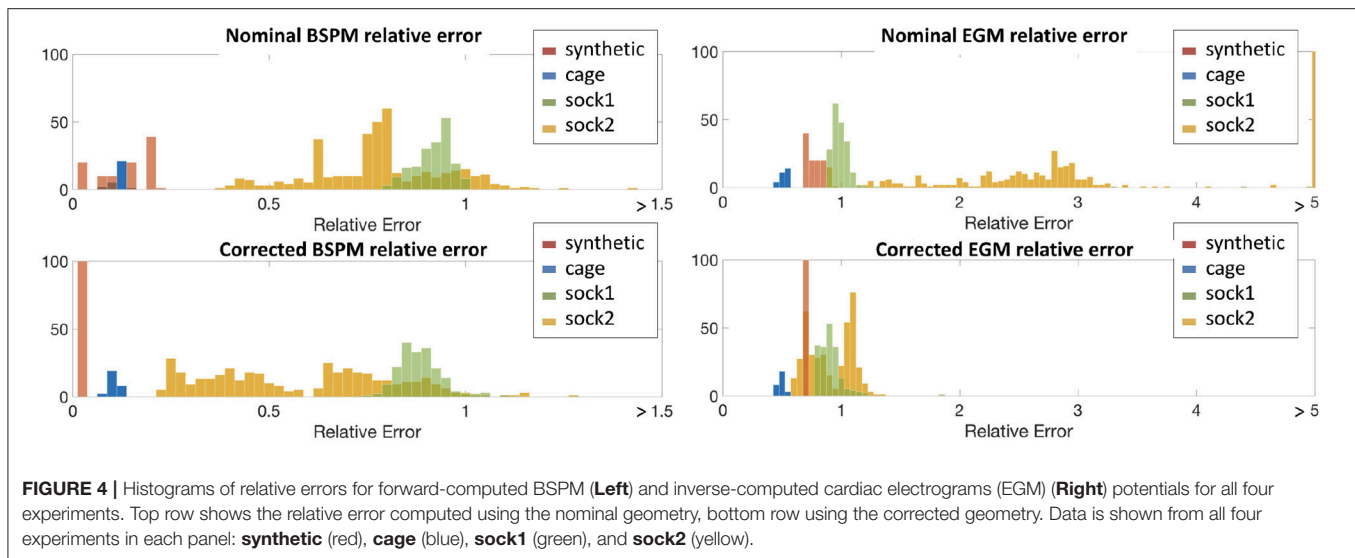 Nominal BSPM relative error
100
50
0
0
0.5
1
> 1.5
Relative Error
synthetic
cage
sock1
sock2
Nominal EGM relative error
100
50
0
0
1
2
3
4
> 5
Relative Error
synthetic
cage
sock1
sock2
Corrected BSPM relative error
100
50
0
0
0.5
1
> 1.5
Relative Error
synthetic
cage
sock1
sock2
Corrected EGM relative error
100
50
0
0
1
2
3
4
> 5
Relative Error
synthetic
cage
sock1
sock2
FIGURE 4 | Histograms of relative errors for forward-computed BSPM (Left) and inverse-computed cardiac electrograms (EGM) (Right) potentials for all four
experiments. Top row shows the relative error computed using the nominal geometry, bottom row using the corrected geometry. Data is shown from all four
experiments in each panel: synthetic (red), cage (blue), sock1 (green), and sock2 (yellow).